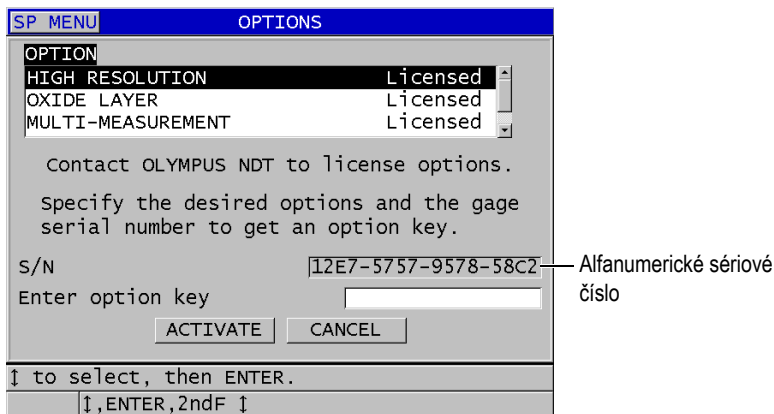 SP MENU OPTIONS
OPTION
HIGH RESOLUTION Licensed
OXIDE LAYER Licensed
MULTI-MEASUREMENT Licensed
Contact OLYMPUS NDT to license options.
Specify the desired options and the gage
serial number to get an option key.
S/N 12E7-5757-9578-58C2
Alfanumerické sériové
číslo
Enter option key
ACTIVATE CANCEL
↕ to select, then ENTER.
↕,ENTER,2ndF ↕